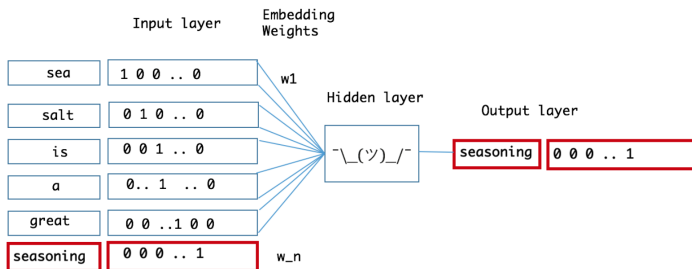 Input layer
Embedding
Weights
sea
1 0 0 .. 0
w1
salt
0 1 0 .. 0
Hidden layer
Output layer
is
0 0 1 .. 0
¯\_(ツ)_/¯
seasoning
0 0 0 .. 1
a
0.. 1 .. 0
great
0 0 ..1 0 0
seasoning
0 0 0 .. 1
w_n